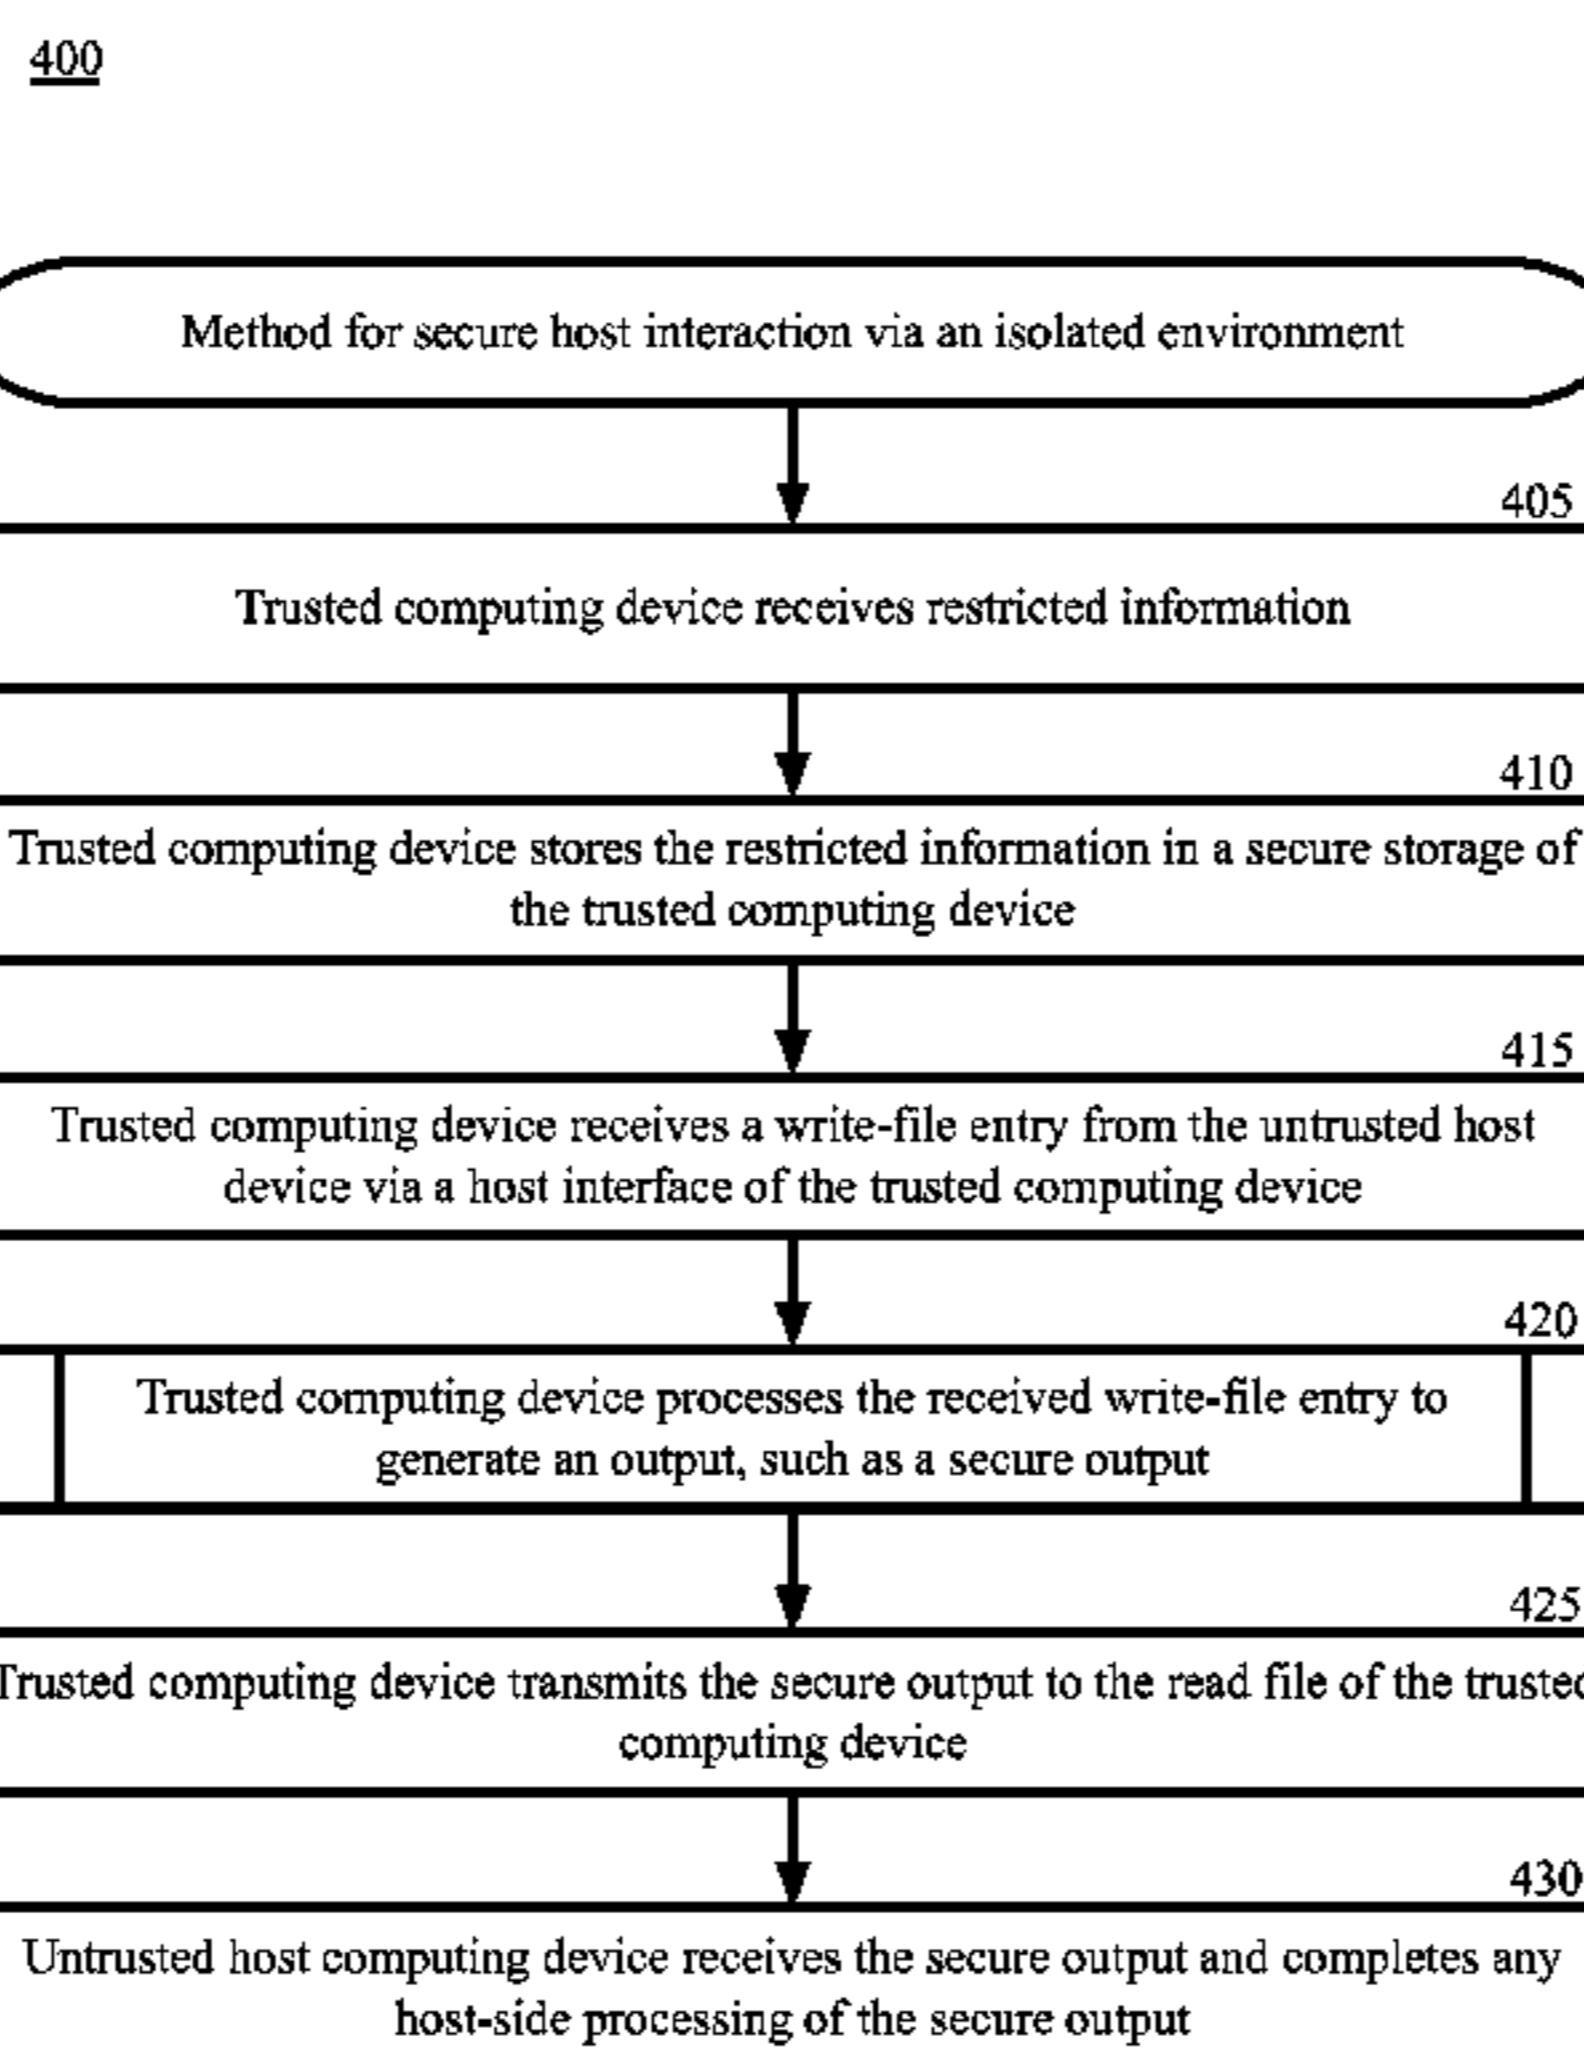 400
Method for secure host interaction via an isolated environment
405
Trusted computing device receives restricted information
410
Trusted computing device stores the restricted information in a secure storage of
the trusted computing device
415
Trusted computing device receives a write-file entry from the untrusted host
device via a host interface of the trusted computing device
420
Trusted computing device processes the received write-file entry to
generate an output, such as a secure output
425
Trusted computing device transmits the secure output to the read file of the trusted
computing device
430
Untrusted host computing device receives the secure output and completes any
host-side processing of the secure output